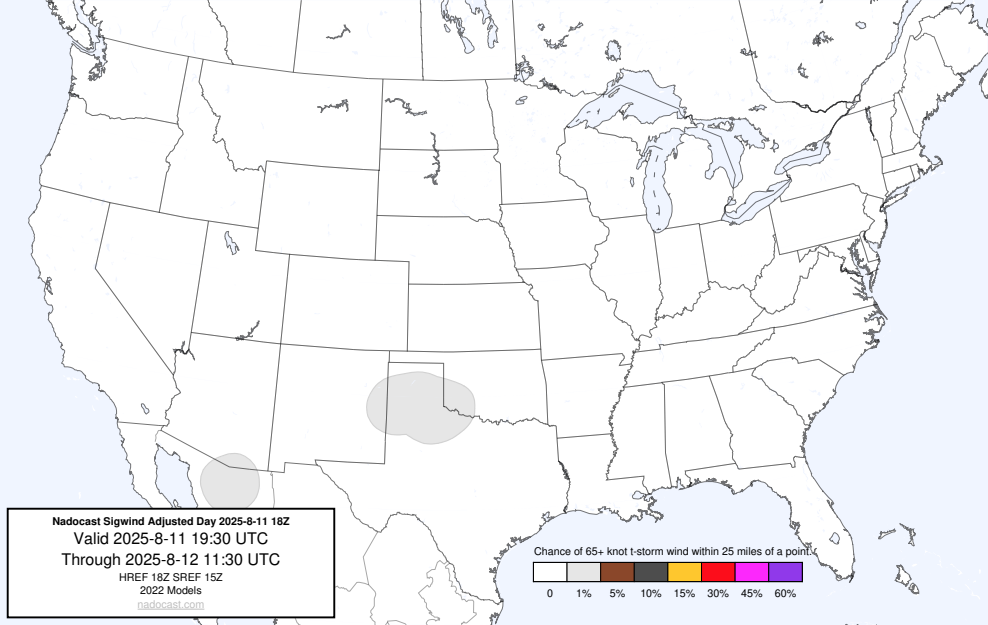 Nadocast Sigwind Adjusted Day 2025-8-11 18Z
Valid 2025-8-11 19:30 UTC
Through 2025-8-12 11:30 UTC
HREF 18Z SREF 15Z
2022 Models
nadocast.com
Chance of 65+ knot t-storm wind within 25 miles of a point.
0 1% 5% 10% 15% 30% 45% 60%